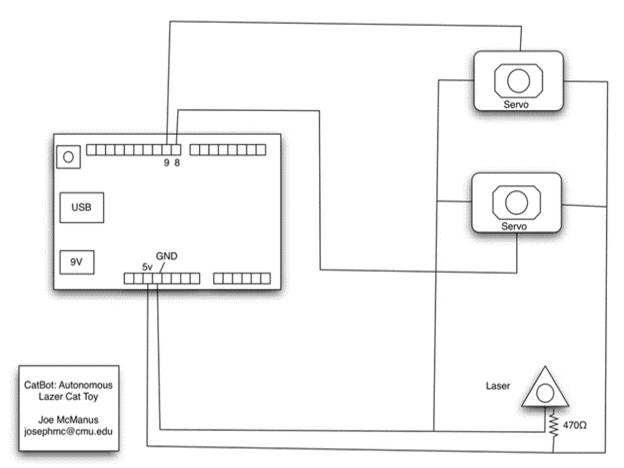 Servo
9 8
USB
Servo
9V
GND
5v
Laser
470Ω
CatBot: Autonomous
Lazer Cat Toy
Joe McManus
josephmc@cmu.edu